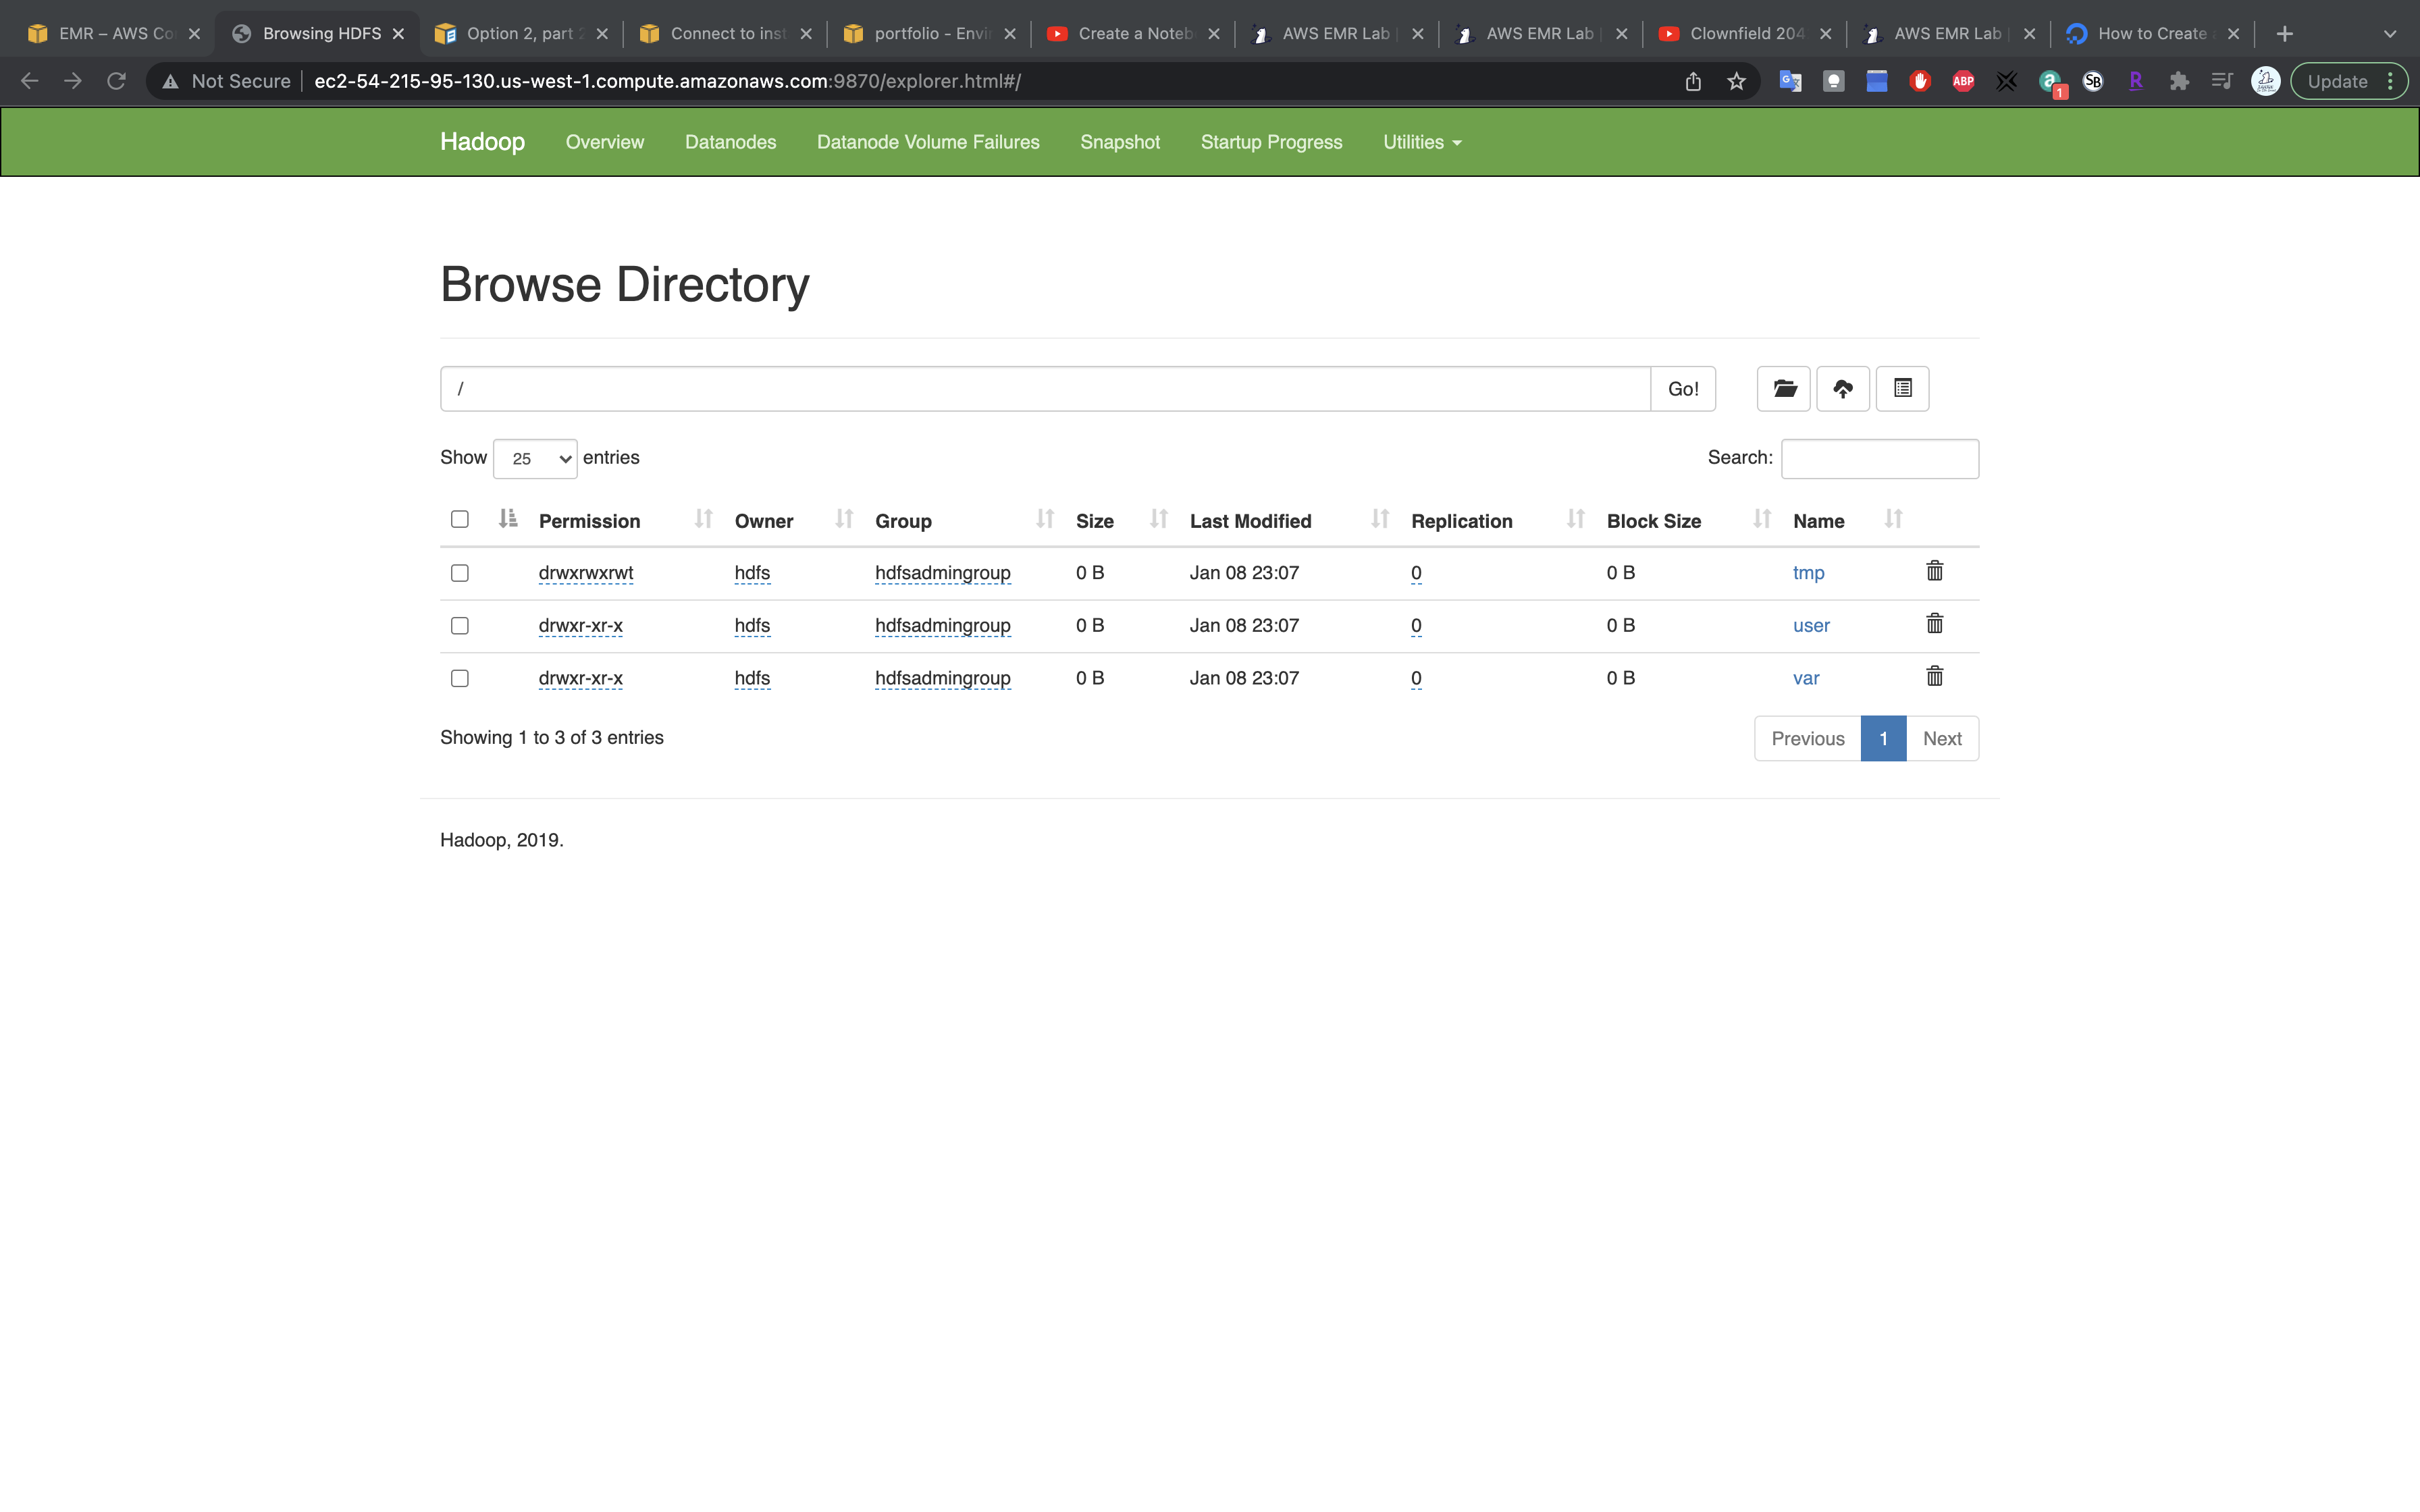 EMR – AWS Co
Browsing HDFS
Option 2, part 2
Connect to inst
portfolio - Envi
Create a Noteb
AWS EMR Lab
AWS EMR Lab
Clownfield 204
AWS EMR Lab
How to Create
Not Secure
ec2-54-215-95-130.us-west-1.compute.amazonaws.com:9870/explorer.html#/
ABP
a
1
SB
R
Update
Hadoop
Overview
Datanodes
Datanode Volume Failures
Snapshot
Startup Progress
Utilities
Browse Directory
/
Go!
Show 25 entries
Search:
Permission Owner Group Size Last Modified Replication Block Size Name
drwxrwxrwt hdfs hdfsadmingroup 0 B Jan 08 23:07 0 0 B tmp
drwxr-xr-x hdfs hdfsadmingroup 0 B Jan 08 23:07 0 0 B user
drwxr-xr-x hdfs hdfsadmingroup 0 B Jan 08 23:07 0 0 B var
Showing 1 to 3 of 3 entries
Previous 1 Next
Hadoop, 2019.